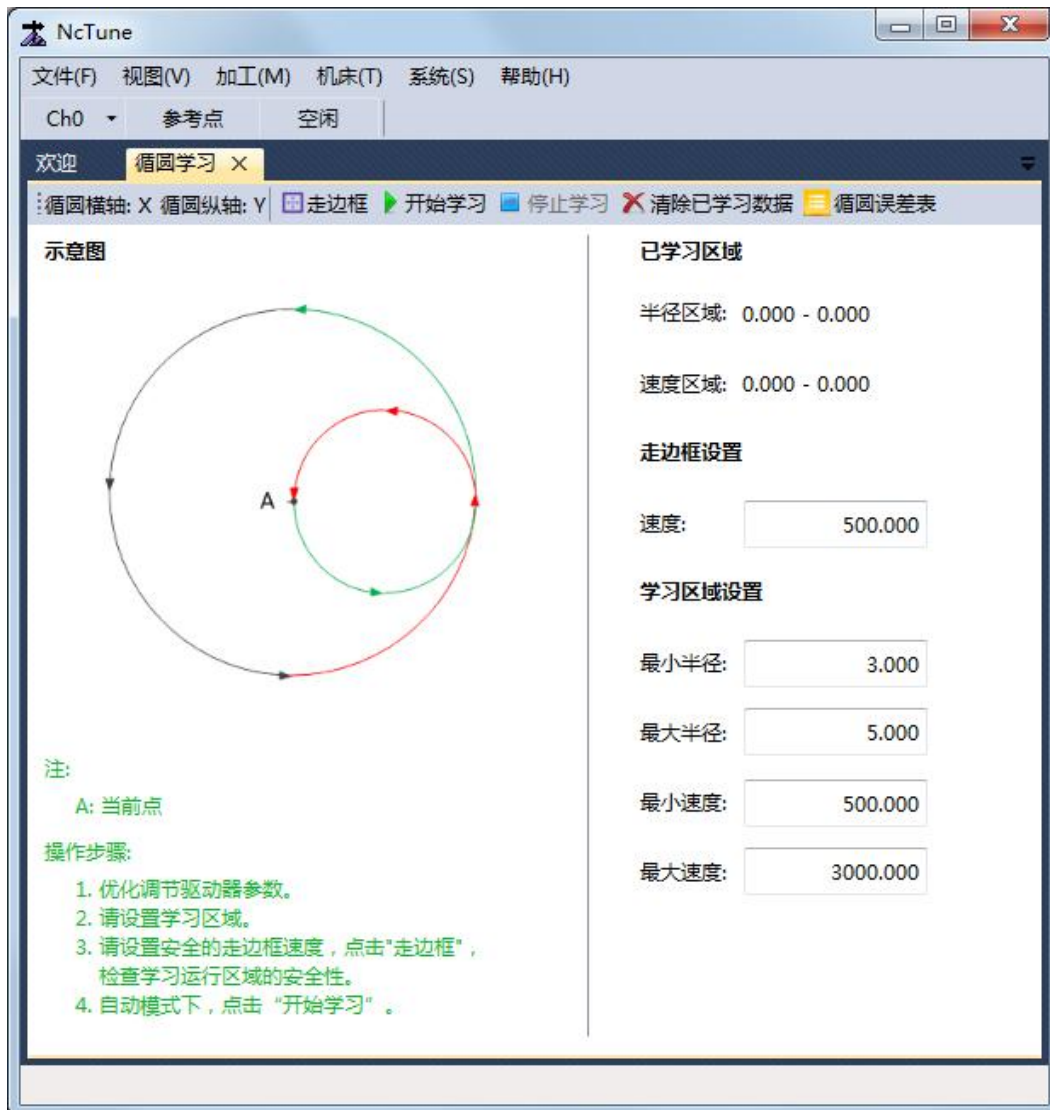 NcTune
文件(F) 视图(V) 加工(M) 机床(T) 系统(S) 帮助(H)
Ch0 参考点 空闲
欢迎 循圆学习
循圆横轴: X 循圆纵轴: Y 走边框 开始学习 停止学习 清除已学习数据 循圆误差表
示意图
A
注:
A: 当前点
操作步骤:
1. 优化调节驱动器参数。
2. 请设置学习区域。
3. 请设置安全的走边框速度，点击"走边框"，
检查学习运行区域的安全性。
4. 自动模式下，点击“开始学习”。
已学习区域
半径区域: 0.000 - 0.000
速度区域: 0.000 - 0.000
走边框设置
速度: 500.000
学习区域设置
最小半径: 3.000
最大半径: 5.000
最小速度: 500.000
最大速度: 3000.000